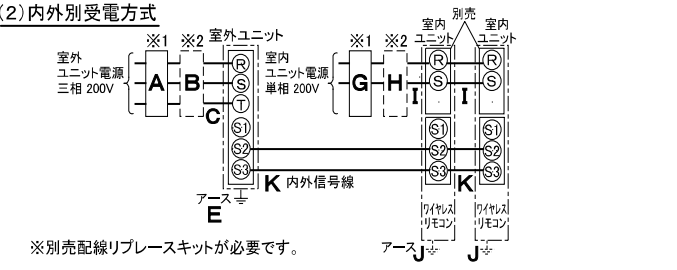 (2)内外別受電方式
※1 ※2 室外ユニット
室外
ユニット電源
三相 200V
A B C
R
S
T
S1
S2
S3
アース
E
※1 ※2
室内
ユニット電源
単相 200V
G H I I
室内
ユニット
別売
室内
ユニット
R R
S S
S1 S1
S2 S2
S3 S3
K 内外信号線 K
ワイヤレス
リモコン
ワイヤレス
リモコン
アース J J
※別売配線リプレースキットが必要です。